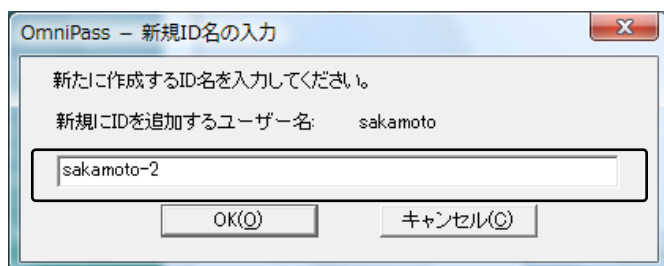 OmniPass － 新規ID名の入力
新たに作成するID名を入力してください。
新規にIDを追加するユーザー名:　sakamoto
sakamoto-2
OK(O)　キャンセル(C)